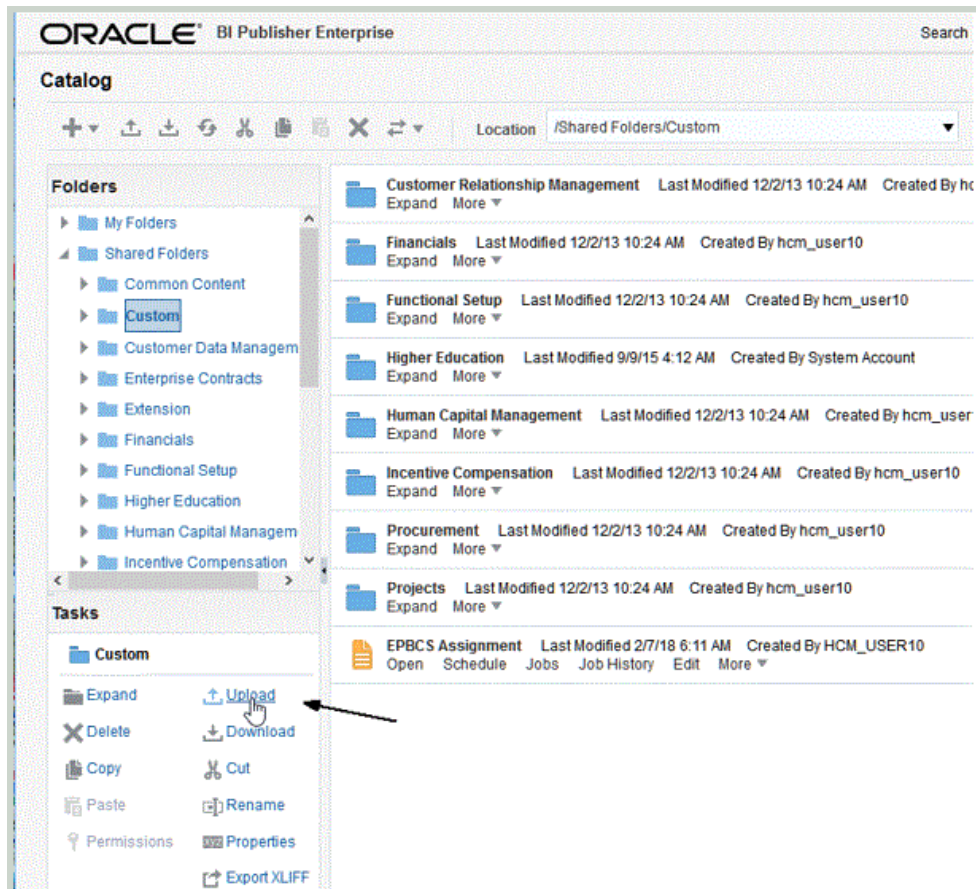 ORACLE® BI Publisher Enterprise Search
Catalog
Location /Shared Folders/Custom
Folders
My Folders
Shared Folders
Common Content
Custom
Customer Data Managem
Enterprise Contracts
Extension
Financials
Functional Setup
Higher Education
Human Capital Managem
Incentive Compensation
Customer Relationship Management Last Modified 12/2/13 10:24 AM Created By hc
Expand More
Financials Last Modified 12/2/13 10:24 AM Created By hcm_user10
Expand More
Functional Setup Last Modified 12/2/13 10:24 AM Created By hcm_user10
Expand More
Higher Education Last Modified 9/9/15 4:12 AM Created By System Account
Expand More
Human Capital Management Last Modified 12/2/13 10:24 AM Created By hcm_user
Expand More
Incentive Compensation Last Modified 12/2/13 10:24 AM Created By hcm_user10
Expand More
Procurement Last Modified 12/2/13 10:24 AM Created By hcm_user10
Expand More
Projects Last Modified 12/2/13 10:24 AM Created By hcm_user10
Expand More
EPBCS Assignment Last Modified 2/7/18 6:11 AM Created By HCM_USER10
Open Schedule Jobs Job History Edit More
Tasks
Custom
Expand Upload
Delete Download
Copy Cut
Paste Rename
Permissions Properties
Export XLIFF